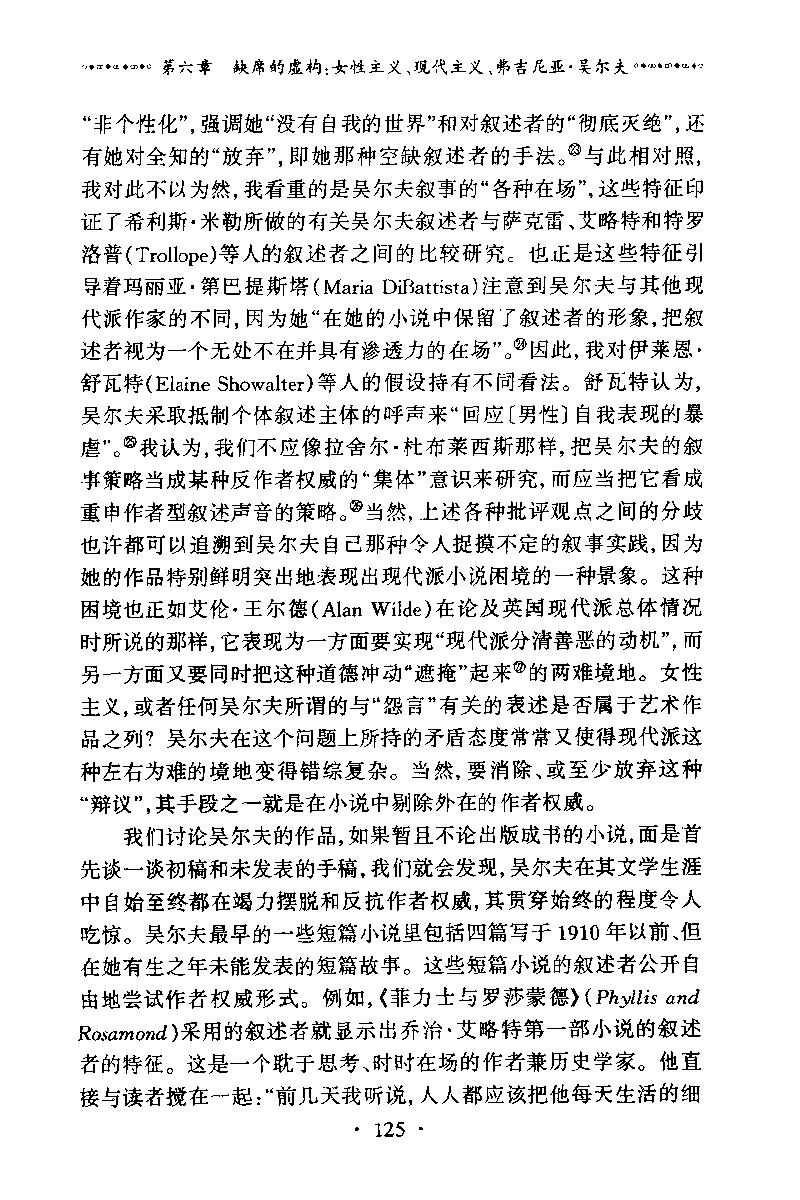 第六章 缺席的虚构:女性主义、现代主义、弗吉尼亚·吴尔夫
“非个性化”,强调她“没有自我的世界”和对叙述者的“彻底灭绝”,还
有她对全知的“放弃”,即她那种空缺叙述者的手法。㉓与此相对照,
我对此不以为然,我看重的是吴尔夫叙事的“各种在场”,这些特征印
证了希利斯·米勒所做的有关吴尔夫叙述者与萨克雷、艾略特和特罗
洛普(Trollope)等人的叙述者之间的比较研究。也正是这些特征引
导着玛丽亚·第巴提斯塔(Maria DiBattista)注意到吴尔夫与其他现
代派作家的不同,因为她“在她的小说中保留了叙述者的形象,把叙
述者视为一个无处不在并具有渗透力的在场”。㉔因此,我对伊莱恩·
舒瓦特(Elaine Showalter)等人的假设持有不同看法。舒瓦特认为,
吴尔夫采取抵制个体叙述主体的呼声来“回应〔男性〕自我表现的暴
虐”。㉕我认为,我们不应像拉舍尔·杜布莱西斯那样,把吴尔夫的叙
事策略当成某种反作者权威的“集体”意识来研究,而应当把它看成
重申作者型叙述声音的策略。㉖当然,上述各种批评观点之间的分歧
也许都可以追溯到吴尔夫自己那种令人捉摸不定的叙事实践,因为
她的作品特别鲜明突出地表现出现代派小说困境的一种景象。这种
困境也正如艾伦·王尔德(Alan Wilde)在论及英国现代派总体情况
时所说的那样,它表现为一方面要实现“现代派分清善恶的动机”,而
另一方面又要同时把这种道德冲动“遮掩”起来㉗的两难境地。女性
主义,或者任何吴尔夫所谓的与“怨言”有关的表述是否属于艺术作
品之列?吴尔夫在这个问题上所持的矛盾态度常常又使得现代派这
种左右为难的境地变得错综复杂。当然,要消除、或至少放弃这种
“辩议”,其手段之一就是在小说中剔除外在的作者权威。
我们讨论吴尔夫的作品,如果暂且不论出版成书的小说,面是首
先谈一谈初稿和未发表的手稿,我们就会发现,吴尔夫在其文学生涯
中自始至终都在竭力摆脱和反抗作者权威,其贯穿始终的程度令人
吃惊。吴尔夫最早的一些短篇小说里包括四篇写于1910年以前、但
在她有生之年未能发表的短篇故事。这些短篇小说的叙述者公开自
由地尝试作者权威形式。例如,《菲力士与罗莎蒙德》(Phyllis and
Rosamond)采用的叙述者就显示出乔治·艾略特第一部小说的叙述
者的特征。这是一个耽于思考、时时在场的作者兼历史学家。他直
接与读者搅在一起:“前几天我听说,人人都应该把他每天生活的细
· 125 ·